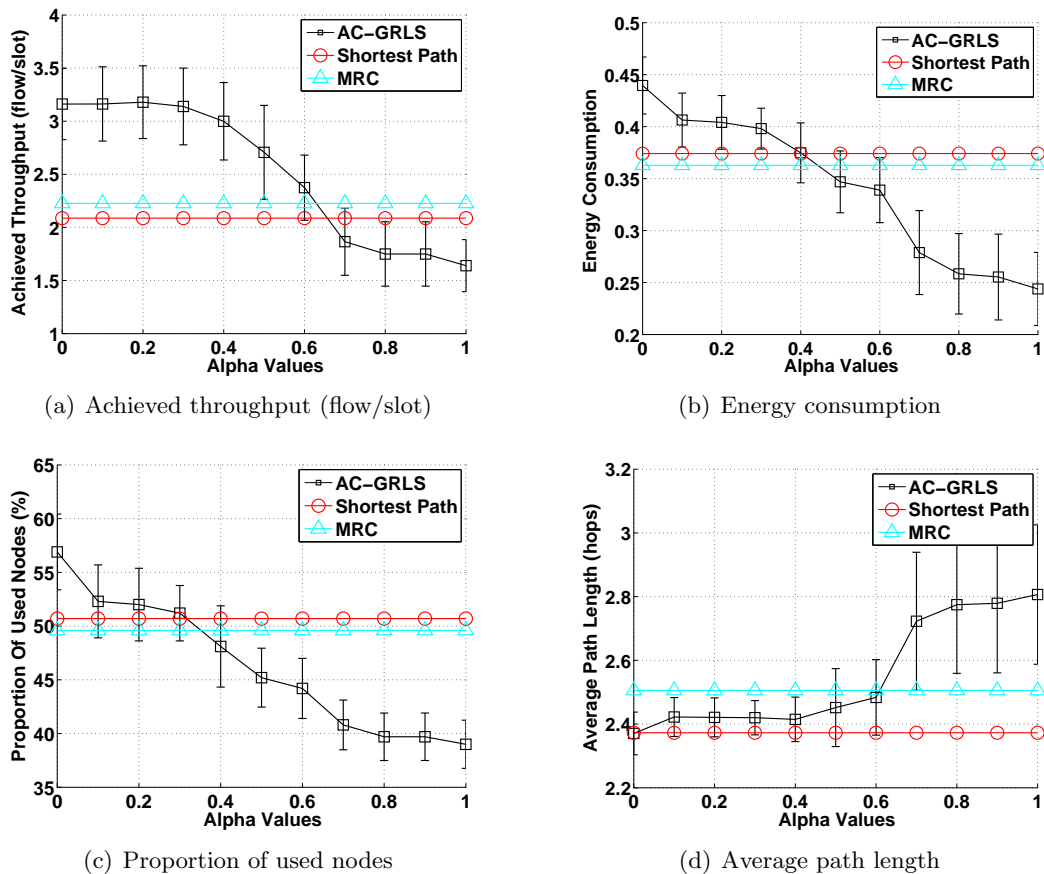 Achieved Throughput (flow/slot)
4
3.5
3
2.5
2
1.5
1
0
0.2
0.4
0.6
0.8
1
Alpha Values
AC−GRLS
Shortest Path
MRC
(a) Achieved throughput (flow/slot)
Energy Consumption
0.5
0.45
0.4
0.35
0.3
0.25
0.2
0
0.2
0.4
0.6
0.8
1
Alpha Values
AC−GRLS
Shortest Path
MRC
(b) Energy consumption
Proportion Of Used Nodes (%)
65
60
55
50
45
40
35
0
0.2
0.4
0.6
0.8
1
Alpha Values
AC−GRLS
Shortest Path
MRC
(c) Proportion of used nodes
Average Path Length (hops)
3.2
3
2.8
2.6
2.4
2.2
0
0.2
0.4
0.6
0.8
1
Alpha Values
AC−GRLS
Shortest Path
MRC
(d) Average path length